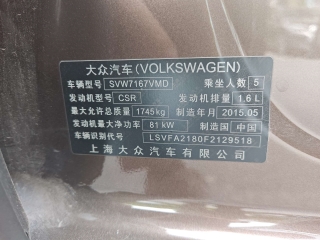 大众汽车(VOLKSWAGEN)
车辆型号 SVW7167VMD 乘坐人数 5
发动机型号 CSR 发动机排量 1.6 L
最大允许总质量 1745kg 制造年月 2015.05
发动机最大净功率 81 kW 制造国 中国
车辆识别代号 LSVFA2180F2129518
上海大众汽车有限公司